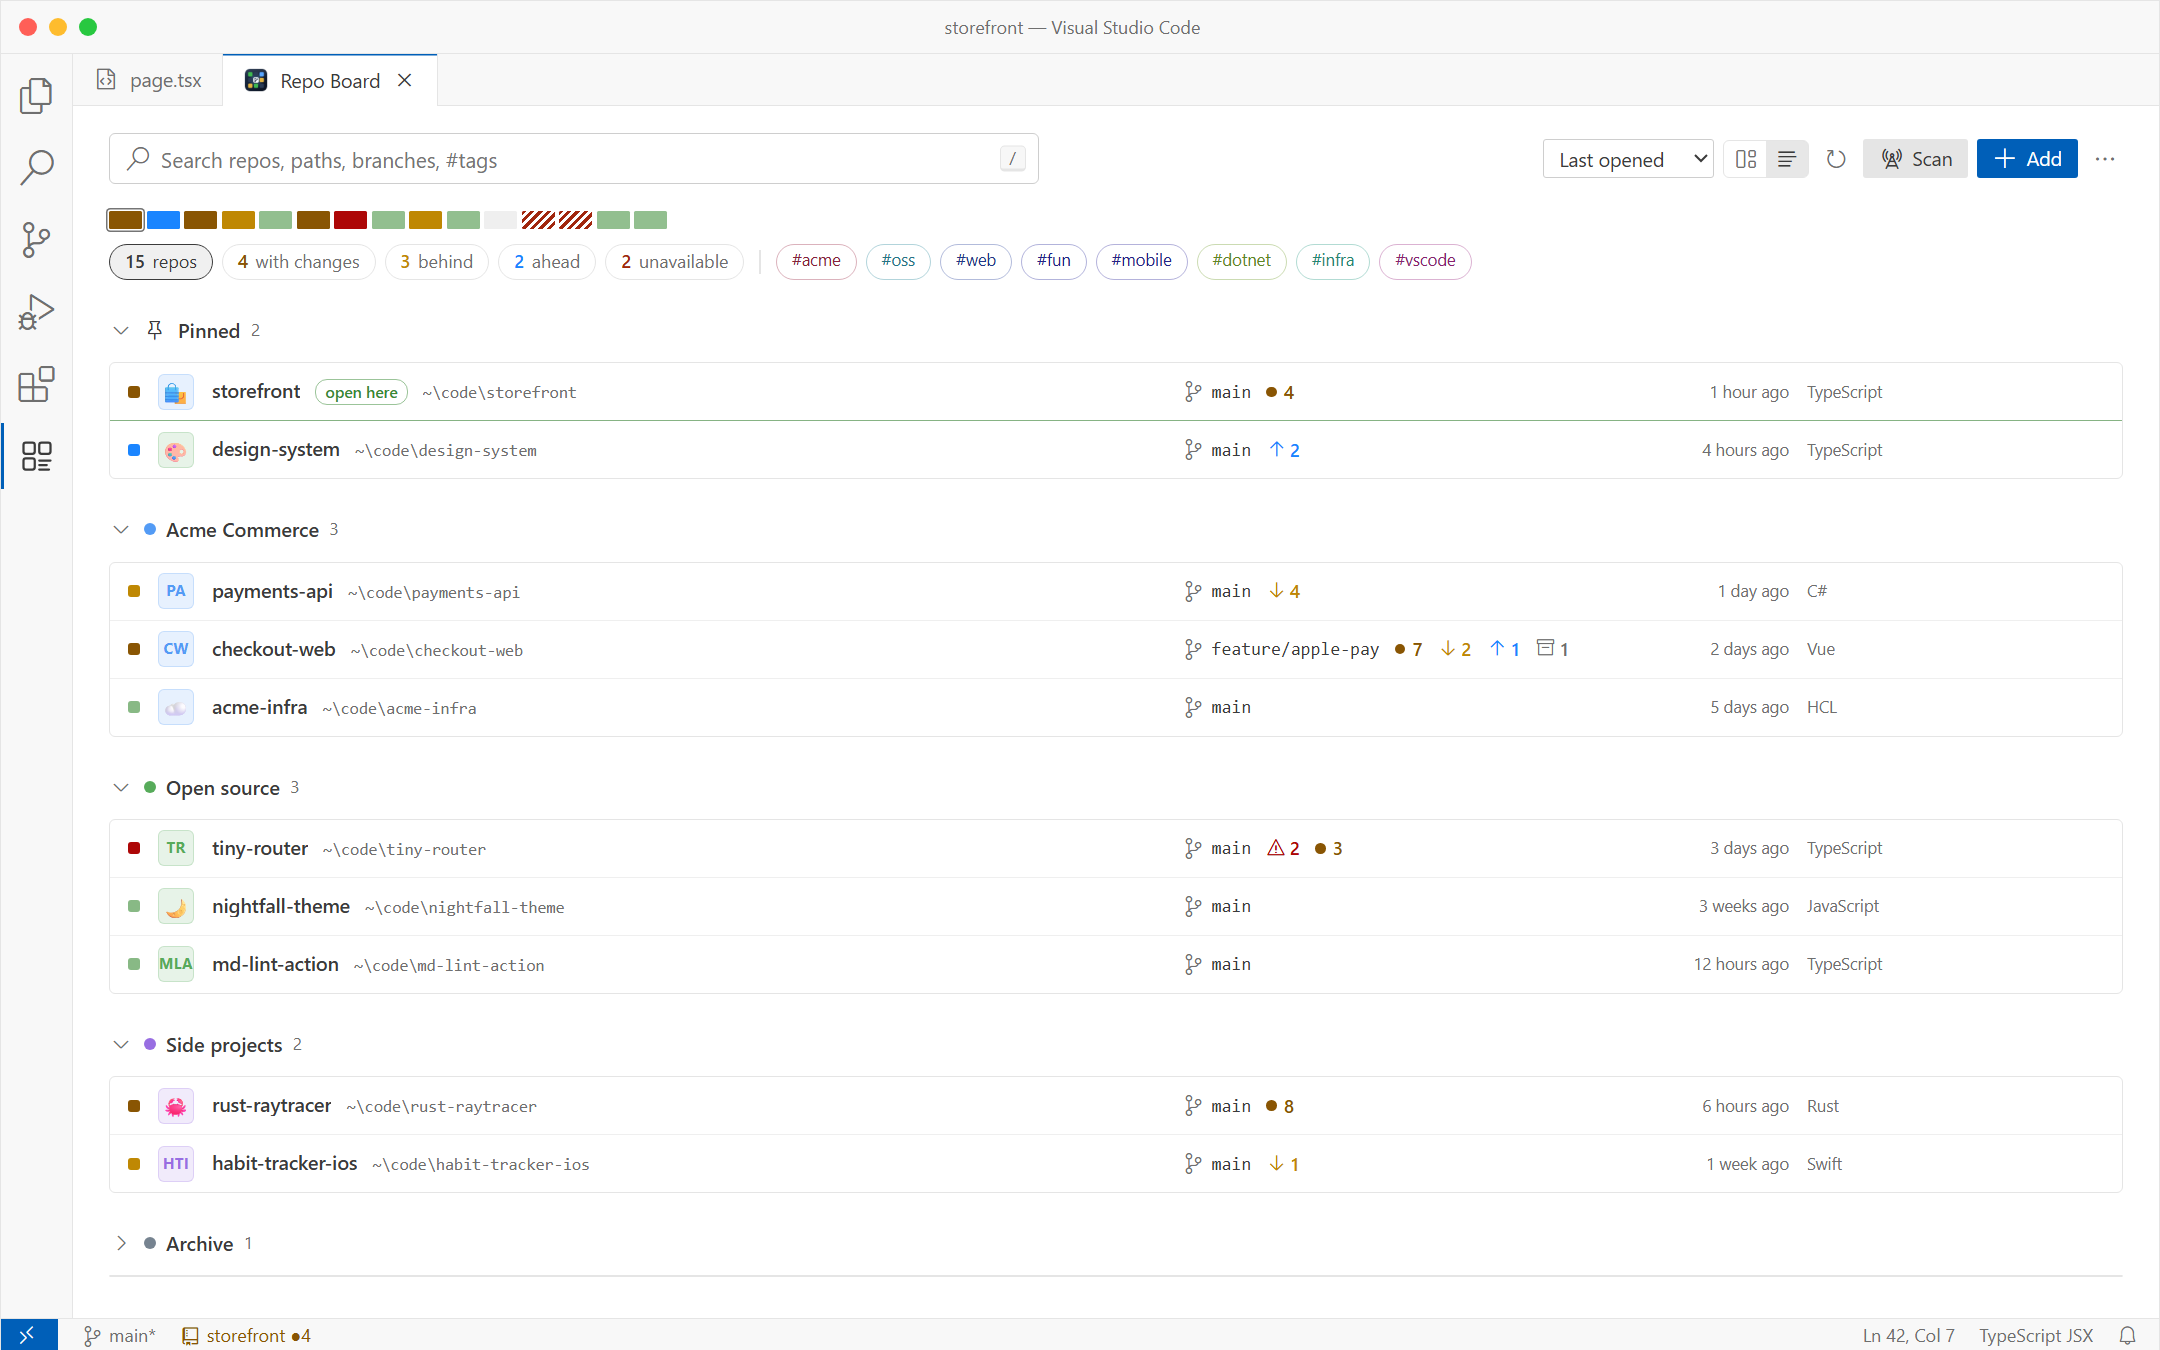 storefront — Visual Studio Code
page.tsx
Repo Board
Search repos, paths, branches, #tags /
Last opened
Scan
Add
15 repos
4 with changes
3 behind
2 ahead
2 unavailable
#acme
#oss
#web
#fun
#mobile
#dotnet
#infra
#vscode
Pinned 2
storefront open here ~\code\storefront main 4 1 hour ago TypeScript
design-system ~\code\design-system main 2 4 hours ago TypeScript
Acme Commerce 3
PA payments-api ~\code\payments-api main 4 1 day ago C#
CW checkout-web ~\code\checkout-web feature/apple-pay 7 2 1 1 2 days ago Vue
acme-infra ~\code\acme-infra main 5 days ago HCL
Open source 3
TR tiny-router ~\code\tiny-router main 2 3 3 days ago TypeScript
nightfall-theme ~\code\nightfall-theme main 3 weeks ago JavaScript
MLA md-lint-action ~\code\md-lint-action main 12 hours ago TypeScript
Side projects 2
rust-raytracer ~\code\rust-raytracer main 8 6 hours ago Rust
HTI habit-tracker-ios ~\code\habit-tracker-ios main 1 1 week ago Swift
Archive 1
main* storefront ●4 Ln 42, Col 7 TypeScript JSX